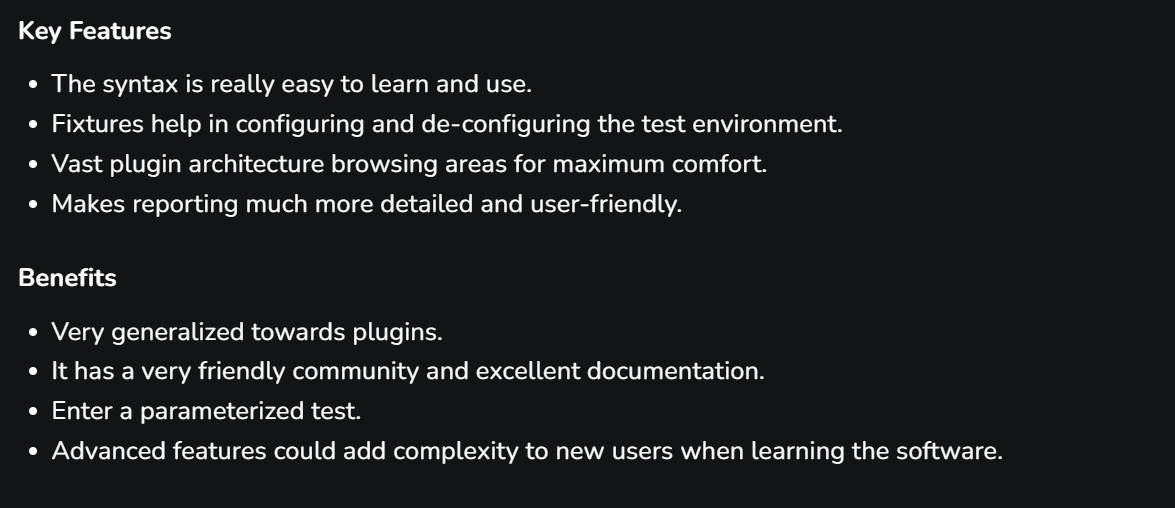 Key Features
• The syntax is really easy to learn and use.
• Fixtures help in configuring and de-configuring the test environment.
• Vast plugin architecture browsing areas for maximum comfort.
• Makes reporting much more detailed and user-friendly.
Benefits
• Very generalized towards plugins.
• It has a very friendly community and excellent documentation.
• Enter a parameterized test.
• Advanced features could add complexity to new users when learning the software.